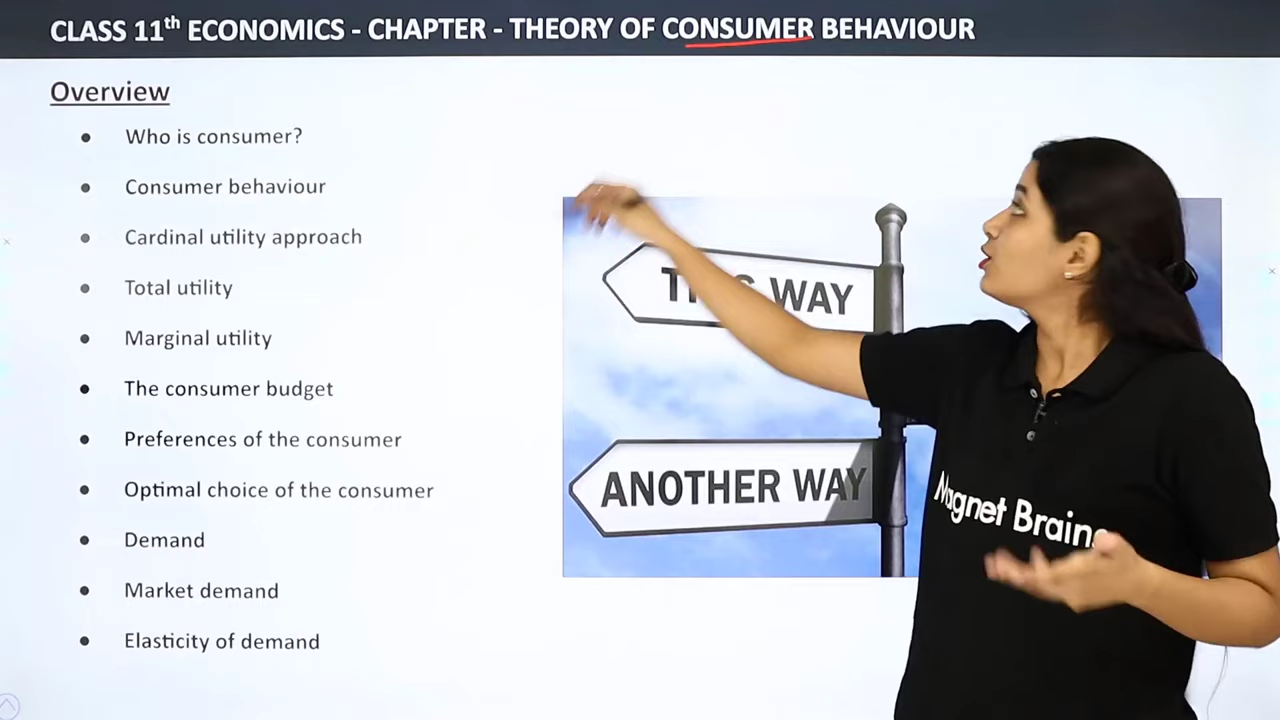 CLASS 11th ECONOMICS - CHAPTER - THEORY OF CONSUMER BEHAVIOUR
Overview
● Who is consumer?
● Consumer behaviour
● Cardinal utility approach
● Total utility
● Marginal utility
● The consumer budget
● Preferences of the consumer
● Optimal choice of the consumer
● Demand
● Market demand
● Elasticity of demand
WAY
ANOTHER WAY
Magnet Brains